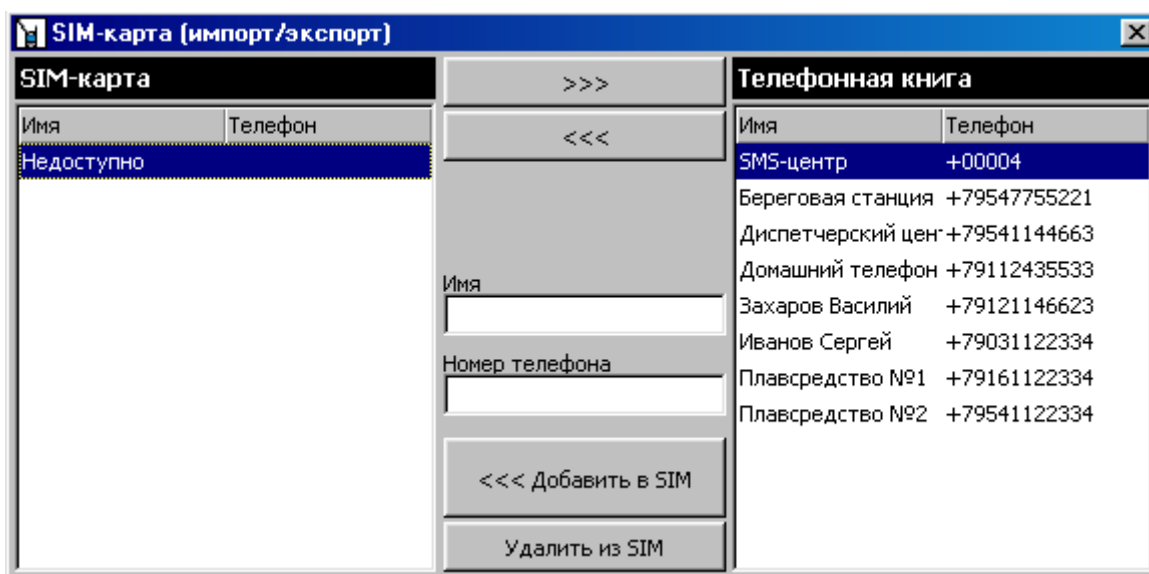 SIM-карта (импорт/экспорт)
SIM-карта
Имя Телефон
Недоступно
>>>
<<<
Имя
Номер телефона
<<< Добавить в SIM
Удалить из SIM
Телефонная книга
Имя Телефон
SMS-центр +00004
Береговая станция +79547755221
Диспетчерский цен +79541144663
Домашний телефон +79112435533
Захаров Василий +79121146623
Иванов Сергей +79031122334
Плавсредство №1 +79161122334
Плавсредство №2 +79541122334